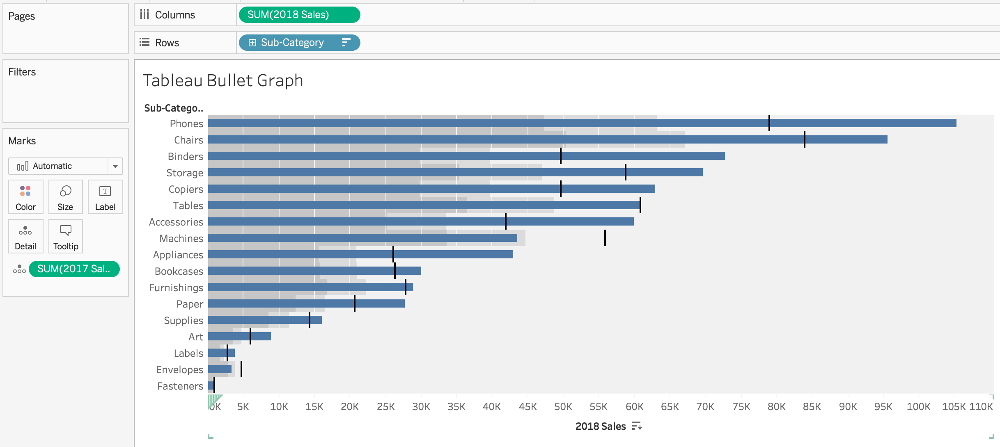 Pages
Columns
SUM(2018 Sales)
Rows
Sub-Category
Filters
Marks
Automatic
Color
Size
T
Label
Detail
Tooltip
SUM(2017 Sal..
Tableau Bullet Graph
Sub-Catego..
Phones
Chairs
Binders
Storage
Copiers
Tables
Accessories
Machines
Appliances
Bookcases
Furnishings
Paper
Supplies
Art
Labels
Envelopes
Fasteners
0K 5K 10K 15K 20K 25K 30K 35K 40K 45K 50K 55K 60K 65K 70K 75K 80K 85K 90K 95K 100K 105K 110K
2018 Sales